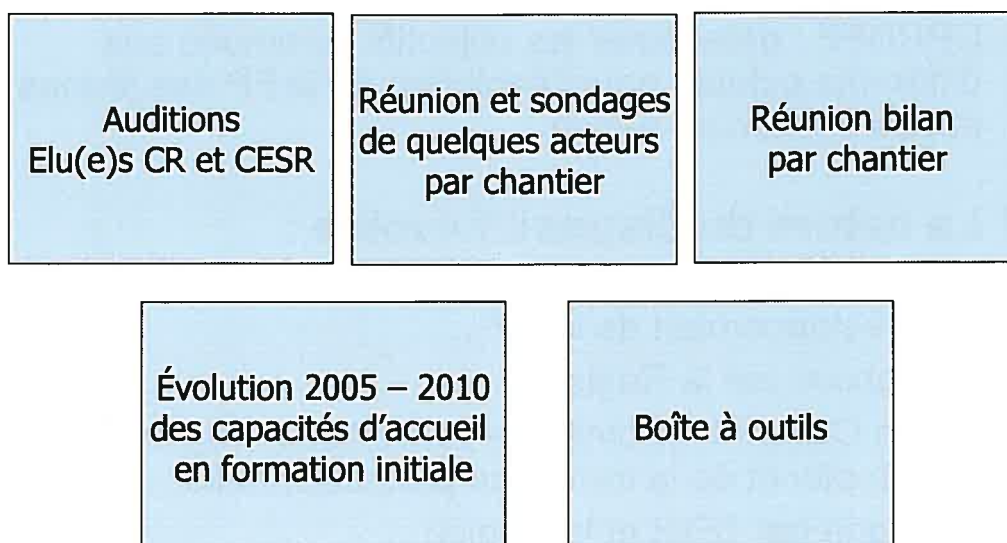 Auditions
Elu(e)s CR et CESR
Réunion et sondages
de quelques acteurs
par chantier
Réunion bilan
par chantier
Évolution 2005 – 2010
des capacités d'accueil
en formation initiale
Boîte à outils